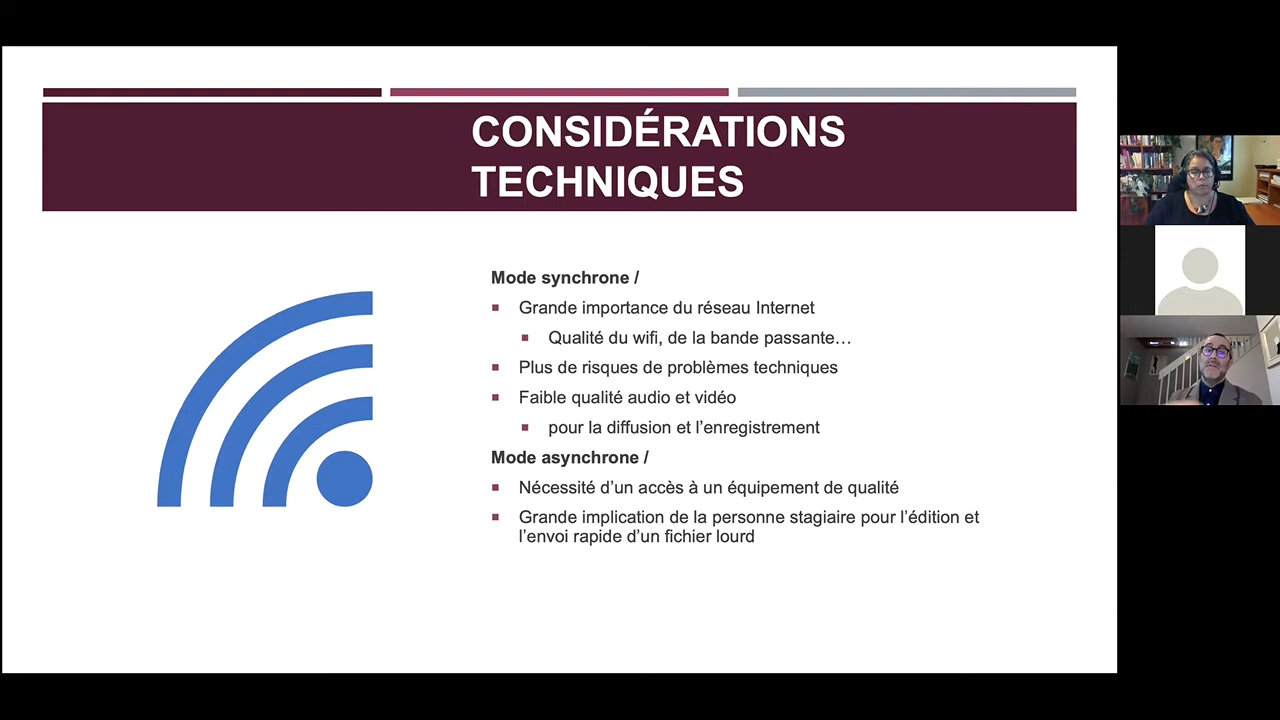 CONSIDÉRATIONS
TECHNIQUES
Mode synchrone /
Grande importance du réseau Internet
Qualité du wifi, de la bande passante…
Plus de risques de problèmes techniques
Faible qualité audio et vidéo
pour la diffusion et l’enregistrement
Mode asynchrone /
Nécessité d’un accès à un équipement de qualité
Grande implication de la personne stagiaire pour l’édition et
l’envoi rapide d’un fichier lourd